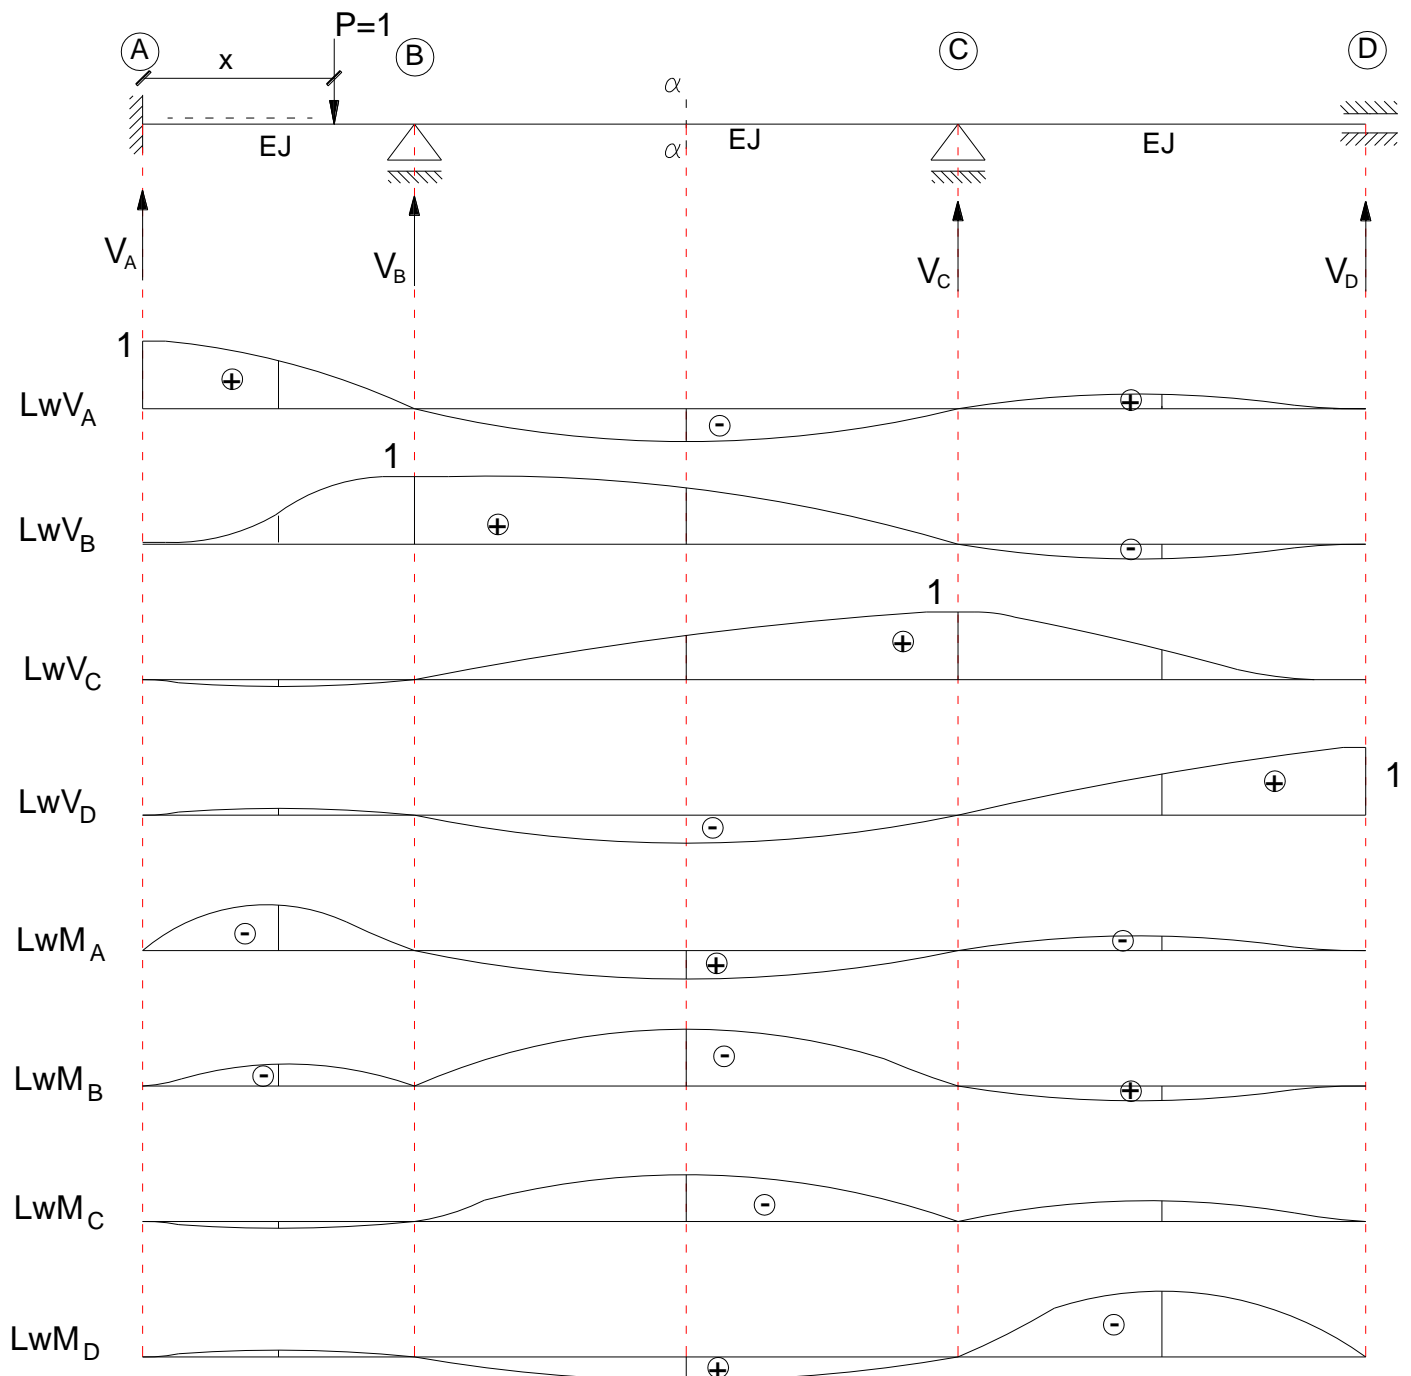 P=1
A
B
C
D
x
α
EJ
α
EJ
EJ
V_A
V_B
V_C
V_D
1
LwV_A
+
-
+
1
LwV_B
+
-
1
LwV_C
+
LwV_D
-
+
1
LwM_A
-
+
-
LwM_B
-
-
+
LwM_C
-
LwM_D
+
-